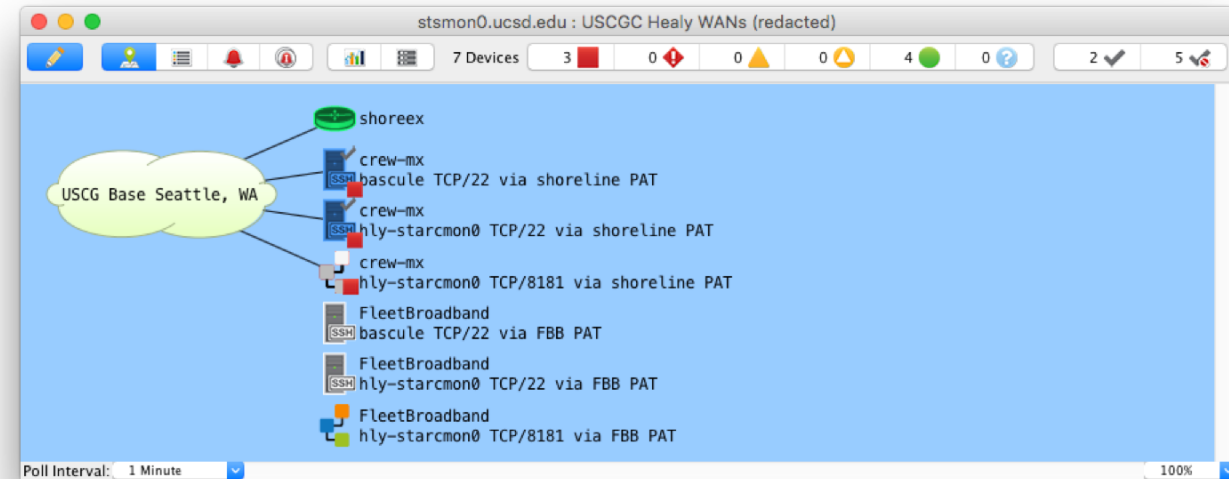 stsmon0.ucsd.edu : USCGC Healy WANs (redacted)
7 Devices 3 0 0 0 4 0 ? 2 5
shoreex
USCG Base Seattle, WA
crew-mx
SSH bascule TCP/22 via shoreline PAT
crew-mx
SSH hly-starcmon0 TCP/22 via shoreline PAT
crew-mx
hly-starcmon0 TCP/8181 via shoreline PAT
FleetBroadband
SSH bascule TCP/22 via FBB PAT
FleetBroadband
SSH hly-starcmon0 TCP/22 via FBB PAT
FleetBroadband
hly-starcmon0 TCP/8181 via FBB PAT
Poll Interval: 1 Minute 100%